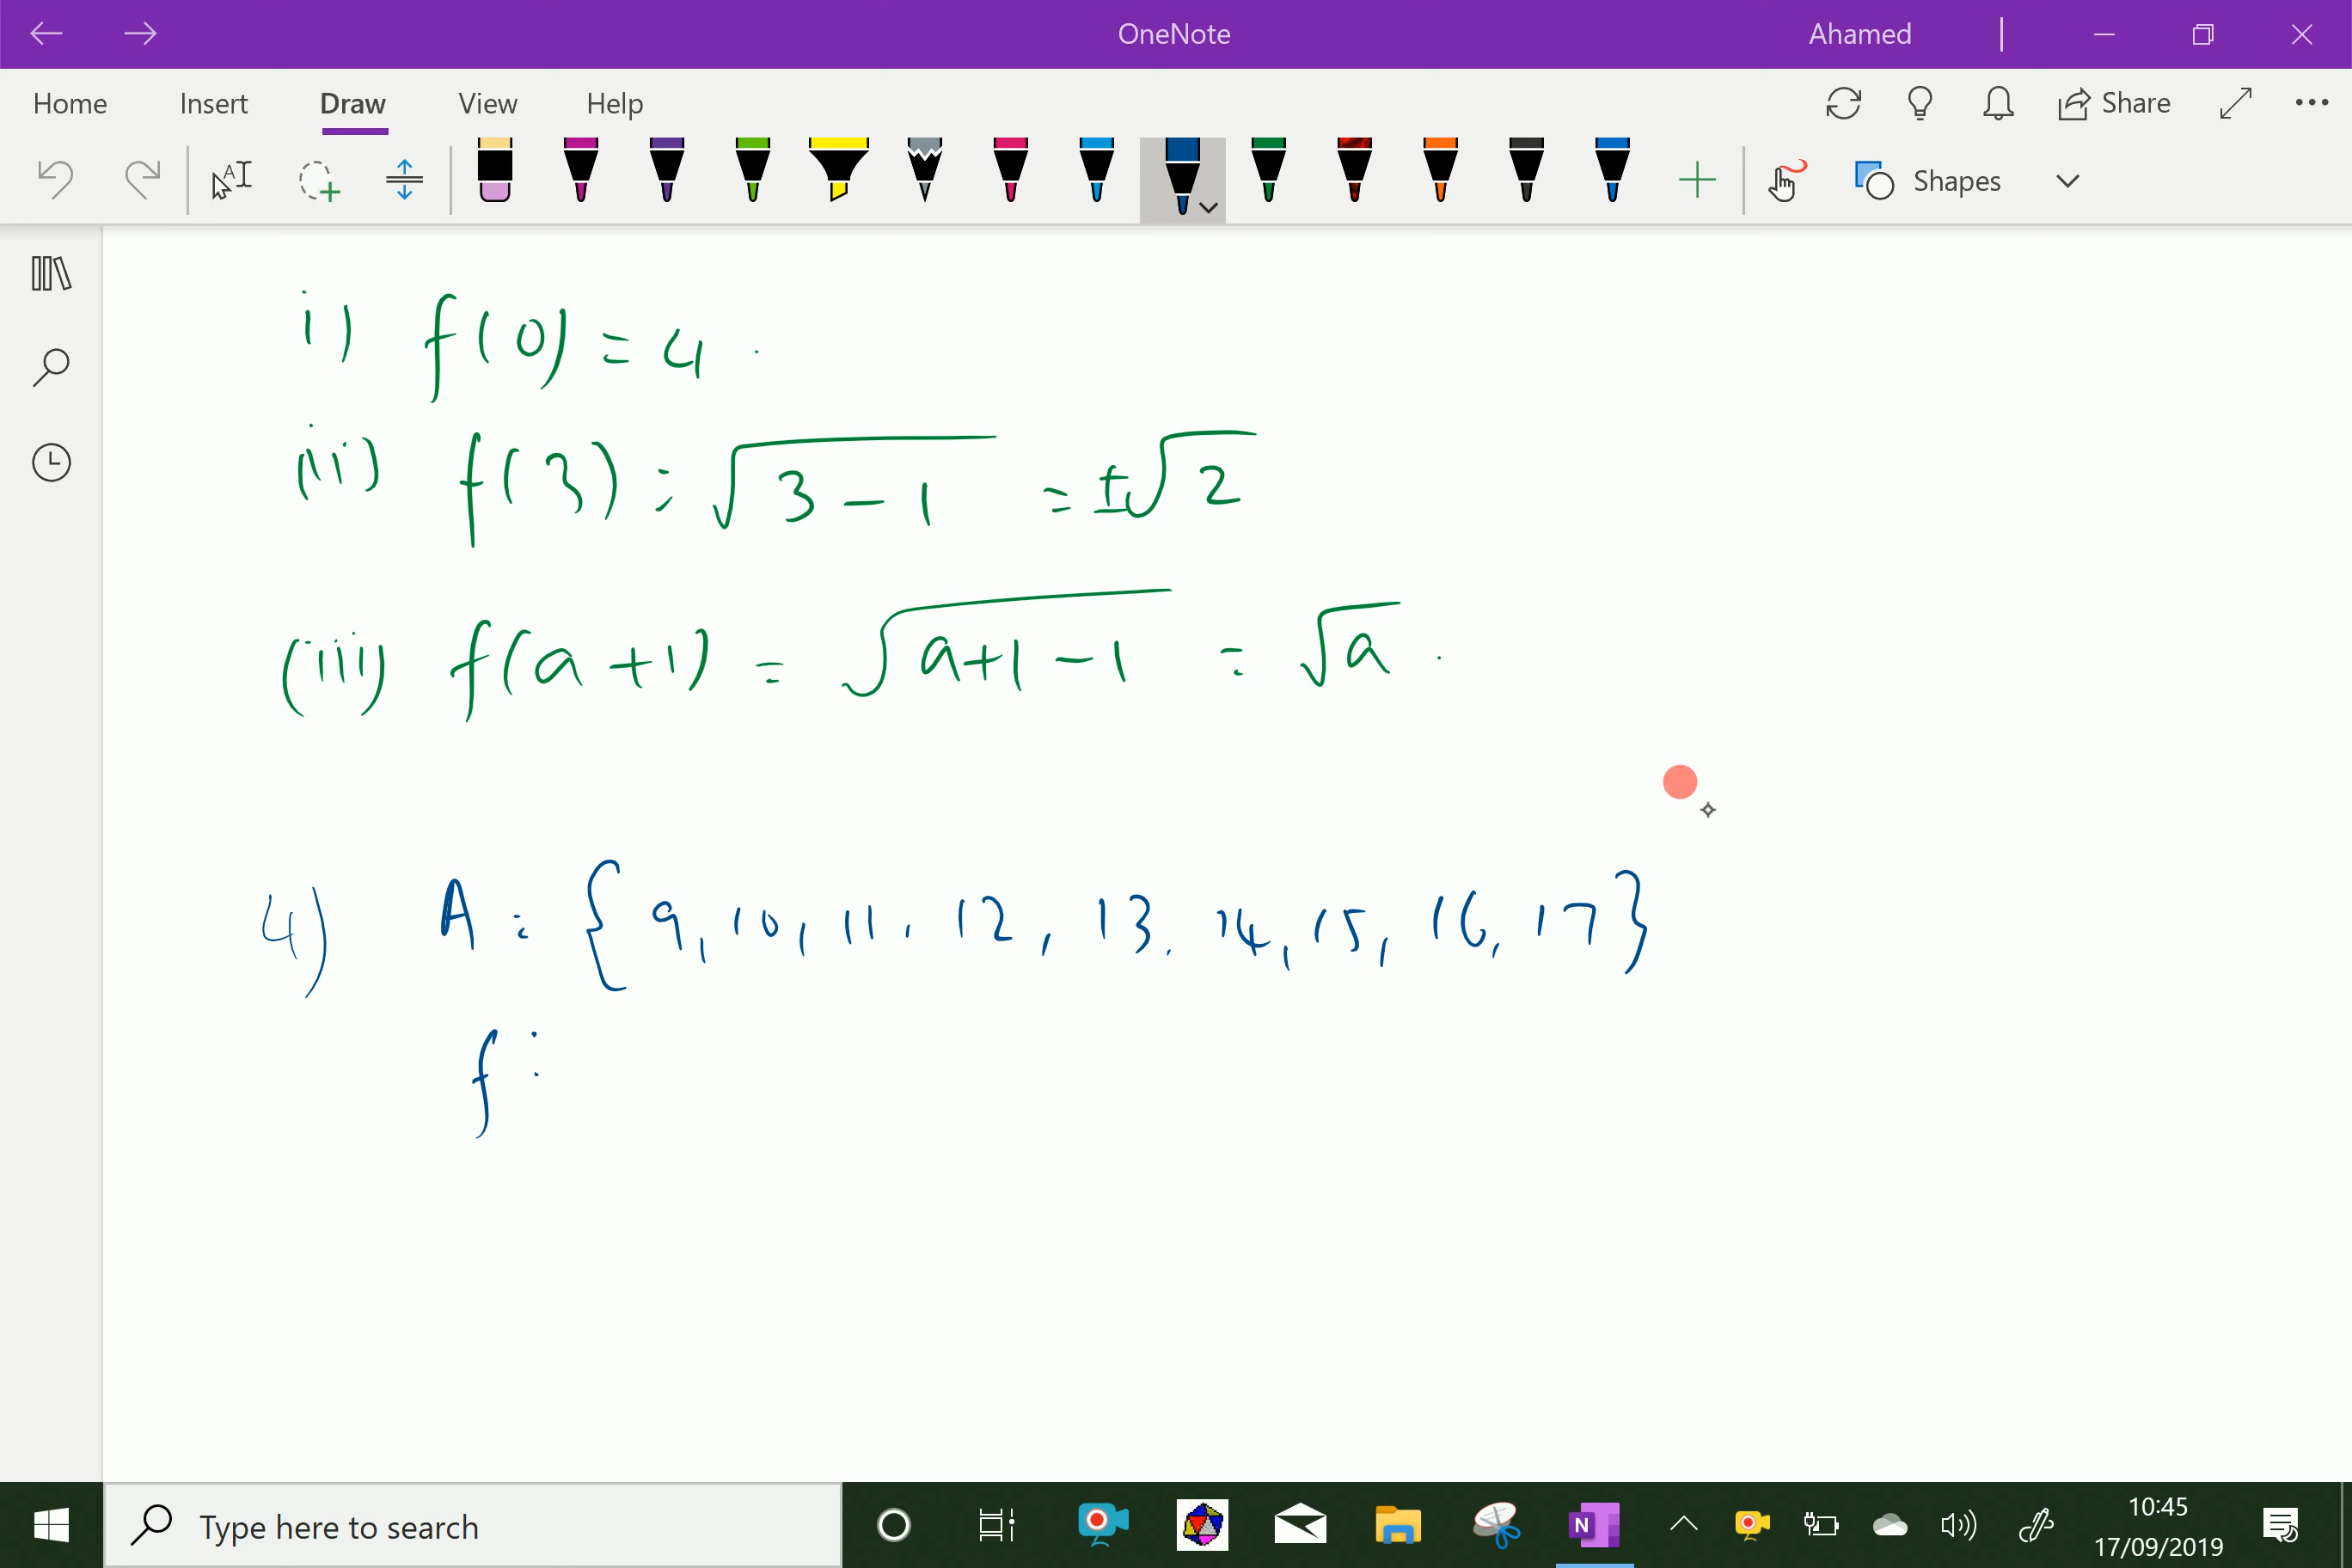 OneNote
Ahamed
Home Insert Draw View Help
Share
Shapes
i) f(0) = 4 .
(ii) f(3) = √3 − 1 = ±√2
(iii) f(a+1) = √a+1 − 1 = √a .
4) A = {9, 10, 11, 12, 13, 14, 15, 16, 17}
f :
Type here to search
10:45
17/09/2019